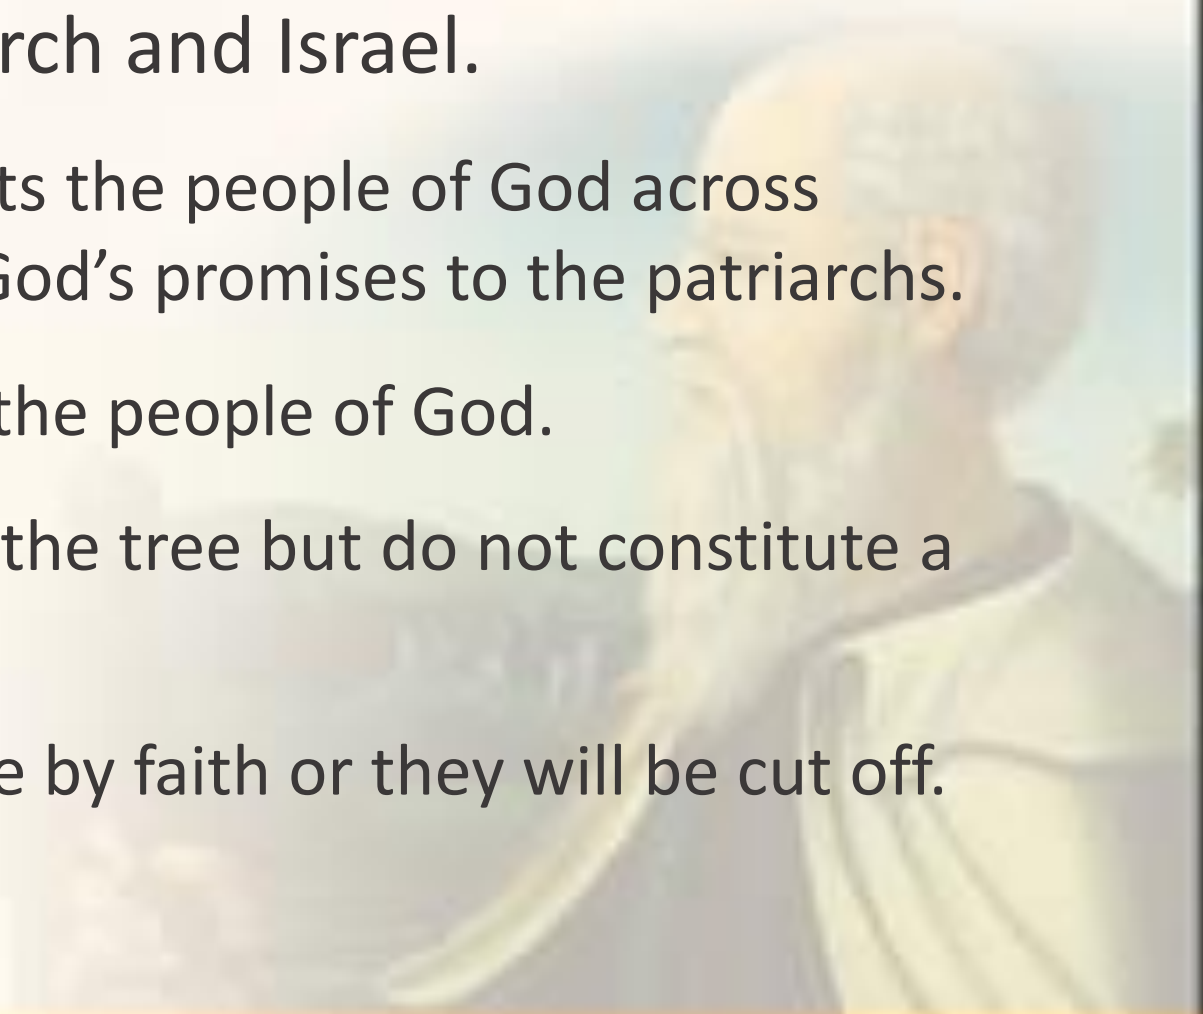 rch and Israel.
ts the people of God across
God’s promises to the patriarchs.
the people of God.
the tree but do not constitute a
e by faith or they will be cut off.